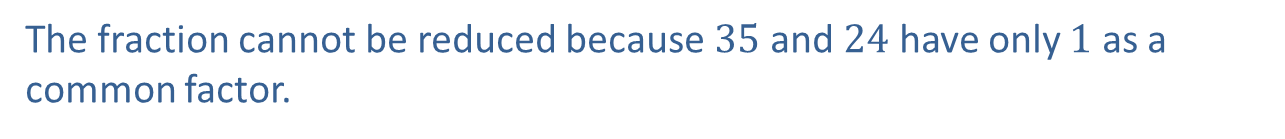 The fraction cannot be reduced because 35 and 24 have only 1 as a
common factor.